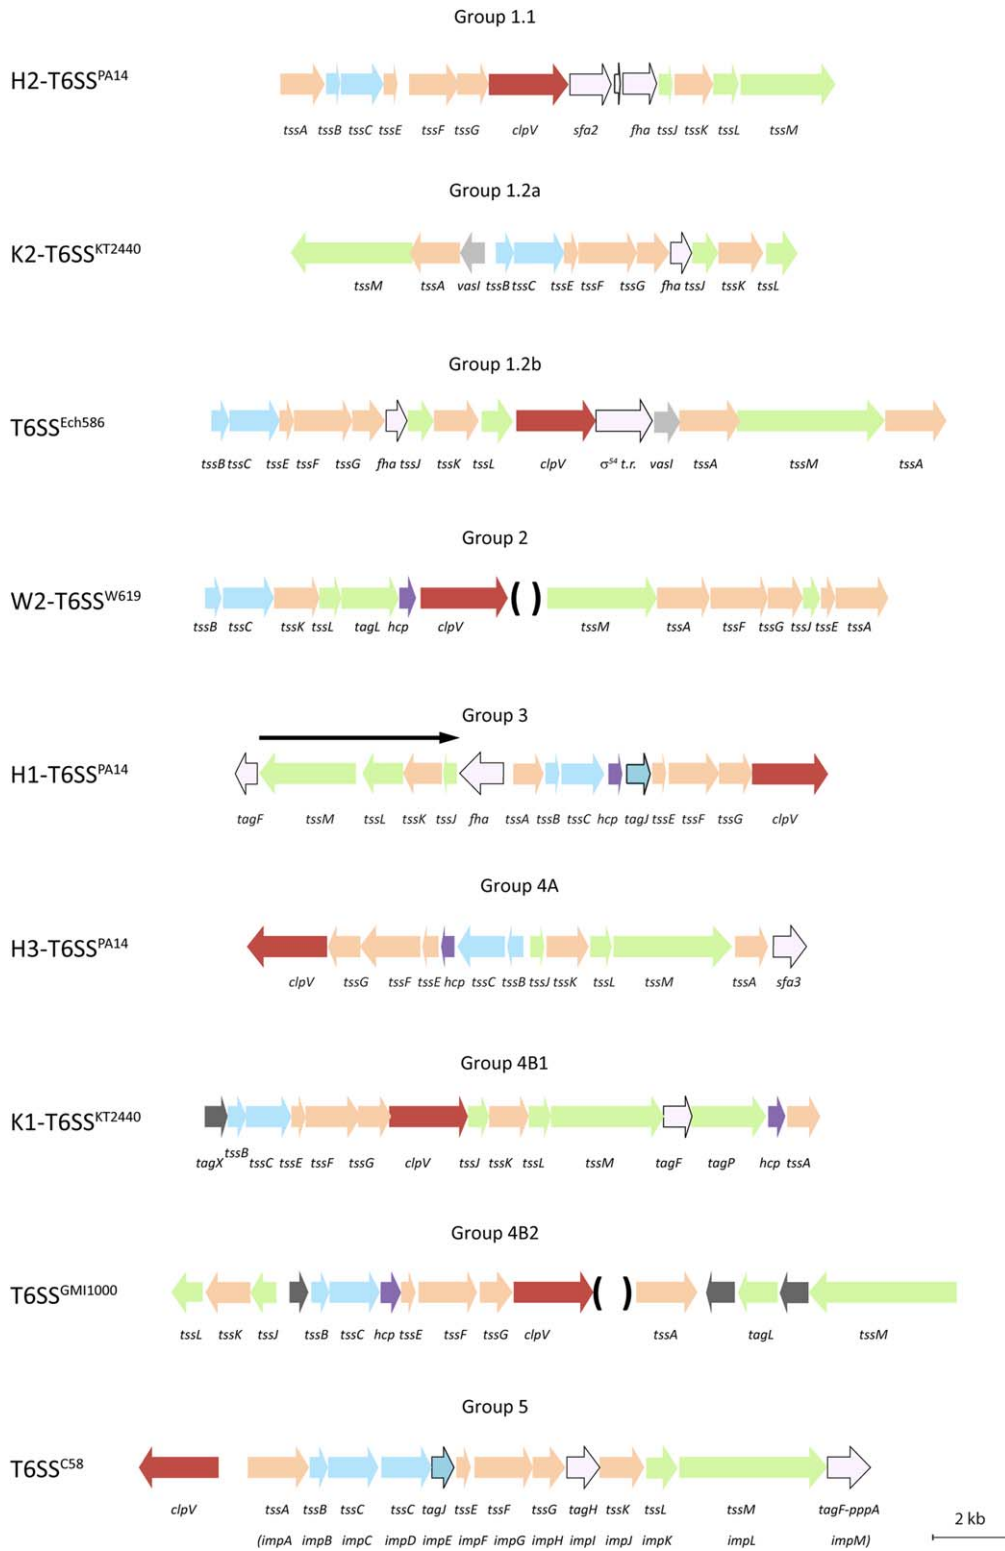 Group 1.1
H2-T6SSPA14
tssA tssB tssC tssE tssF tssG clpV sfa2 fha tssJ tssK tssL tssM
Group 1.2a
K2-T6SSKT2440
tssM tssA vasI tssB tssC tssE tssF tssG fha tssJ tssK tssL
Group 1.2b
T6SSEch586
tssB tssC tssE tssF tssG fha tssJ tssK tssL clpV σ54 t.r. vasI tssA tssM tssA
Group 2
W2-T6SSW619
( )
tssB tssC tssK tssL tagL hcp clpV tssM tssA tssF tssG tssJ tssE tssA
Group 3
H1-T6SSPA14
tagF tssM tssL tssK tssJ fha tssA tssB tssC hcp tagJ tssE tssF tssG clpV
Group 4A
H3-T6SSPA14
clpV tssG tssF tssE hcp tssC tssB tssJ tssK tssL tssM tssA sfa3
Group 4B1
K1-T6SSKT2440
tagX tssB tssC tssE tssF tssG clpV tssJ tssK tssL tssM tagF tagP hcp tssA
Group 4B2
T6SSGMI1000
( )
tssL tssK tssJ tssB tssC hcp tssE tssF tssG clpV tssA tagL tssM
Group 5
T6SSC58
clpV tssA tssB tssC tssC tagJ tssE tssF tssG tagH tssK tssL tssM tagF-pppA
(impA impB impC impD impE impF impG impH impI impJ impK impL impM)
2 kb